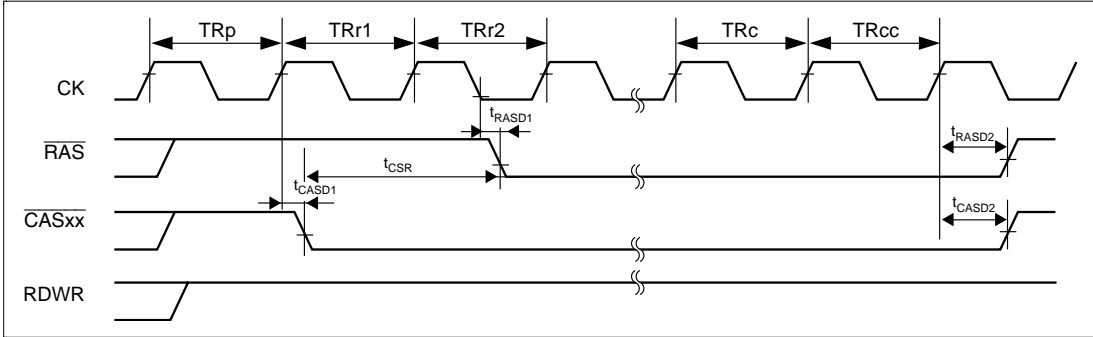 TRp TRr1 TRr2 TRc TRcc
CK
tRASD1
RAS
tRASD2
tCSR
tCASD1
CASxx
tCASD2
RDWR